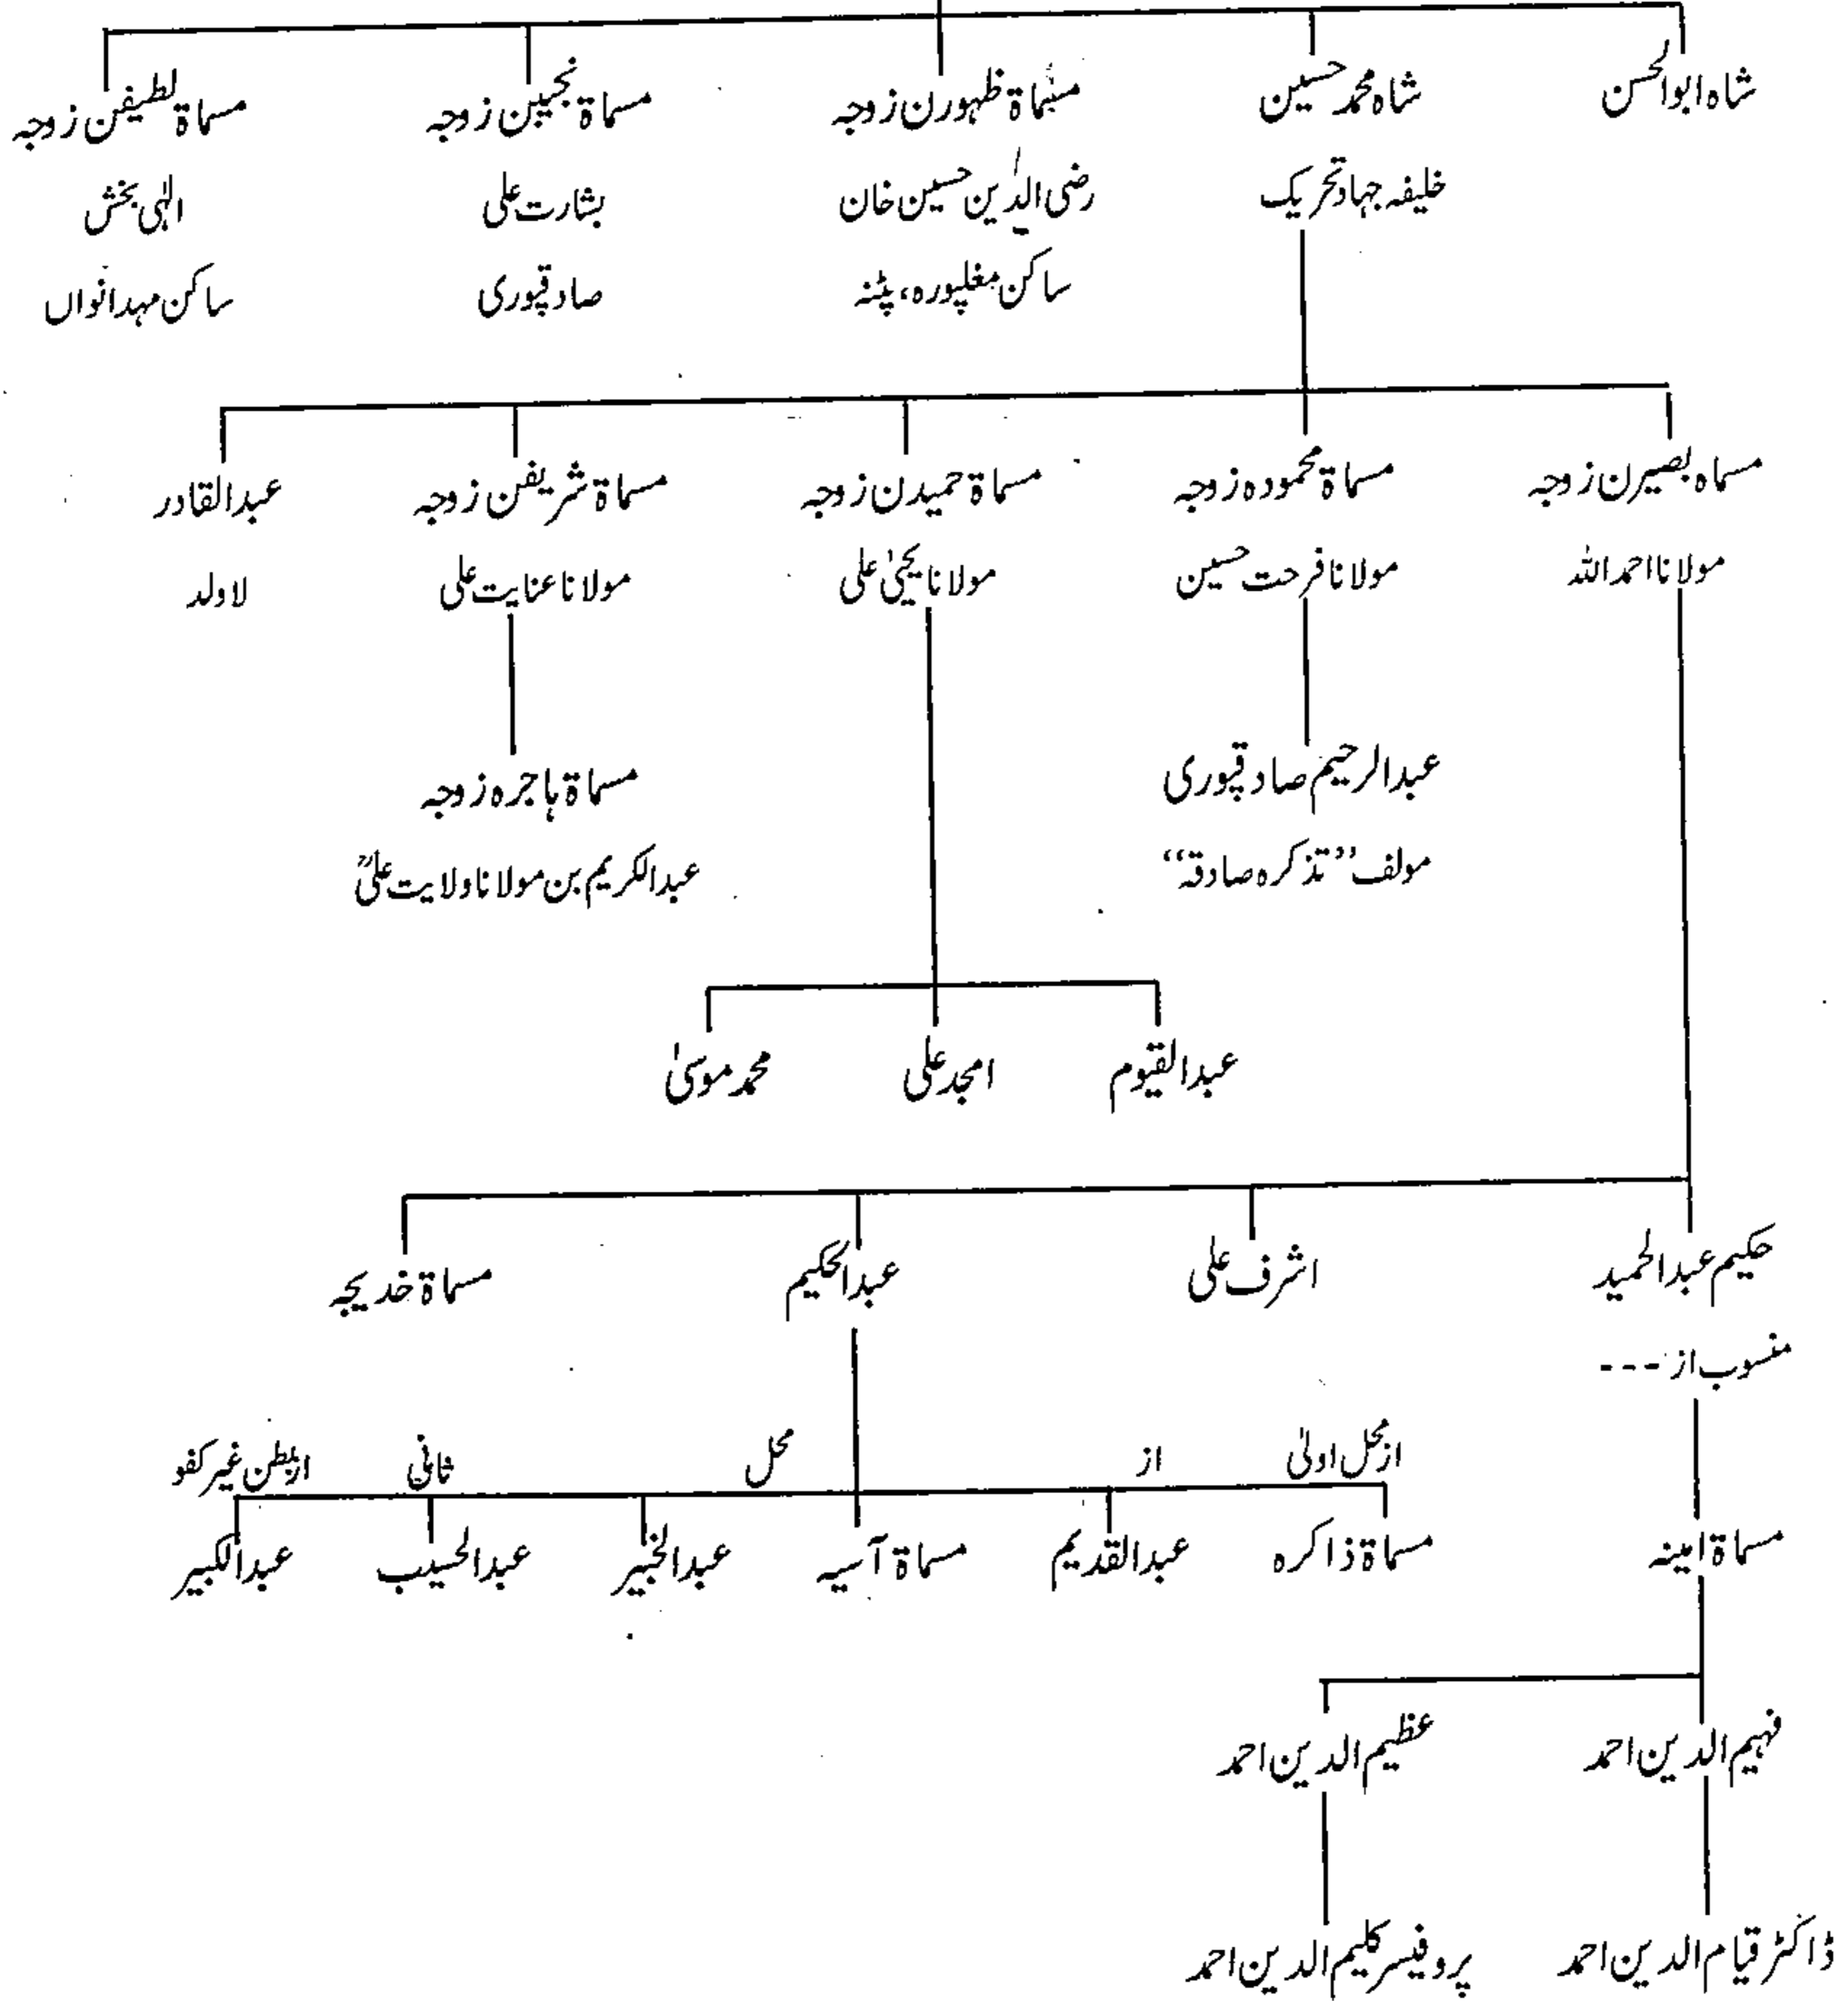 شاہ ابوالحسن
شاہ محمد حسین
خلیفہ جہاد تحریک
مسماۃ ظہورن زوجہ
رضی الدین حسین خان
ساکن مغلپورہ، پٹنہ
مسماۃ نجیبن زوجہ
بشارت علی
صادقپوری
مسماۃ لطیفن زوجہ
الٰہی بخش
ساکن مہدانواں
مسماہ بصیرن زوجہ
مولانا احمد اللہ
مسماۃ محمودہ زوجہ
مولانا فرحت حسین
مسماۃ حمیدن زوجہ
مولانا یحییٰ علی
مسماۃ شریفن زوجہ
مولانا عنایت علی
عبدالقادر
لاولد
عبدالرحیم صادقپوری
مولف ”تذکرہ صادقہ“
مسماۃ ہاجرہ زوجہ
عبدالکریم بن مولانا ولایت علیؒ
عبدالقیوم
امجد علی
محمد موسیٰ
حکیم عبدالحمید
منسوب از ---
اشرف علی
عبدالحکیم
مسماۃ خدیجہ
از محل اولیٰ
از
محل
ثانی
از بطن غیر کفو
مسماۃ امینہ
مسماۃ ذاکرہ
عبدالقدیم
مسماۃ آسیہ
عبدالخبیر
عبدالحسیب
عبدالکبیر
فہیم الدین احمد
عظیم الدین احمد
ڈاکٹر قیام الدین احمد
پروفیسر کلیم الدین احمد